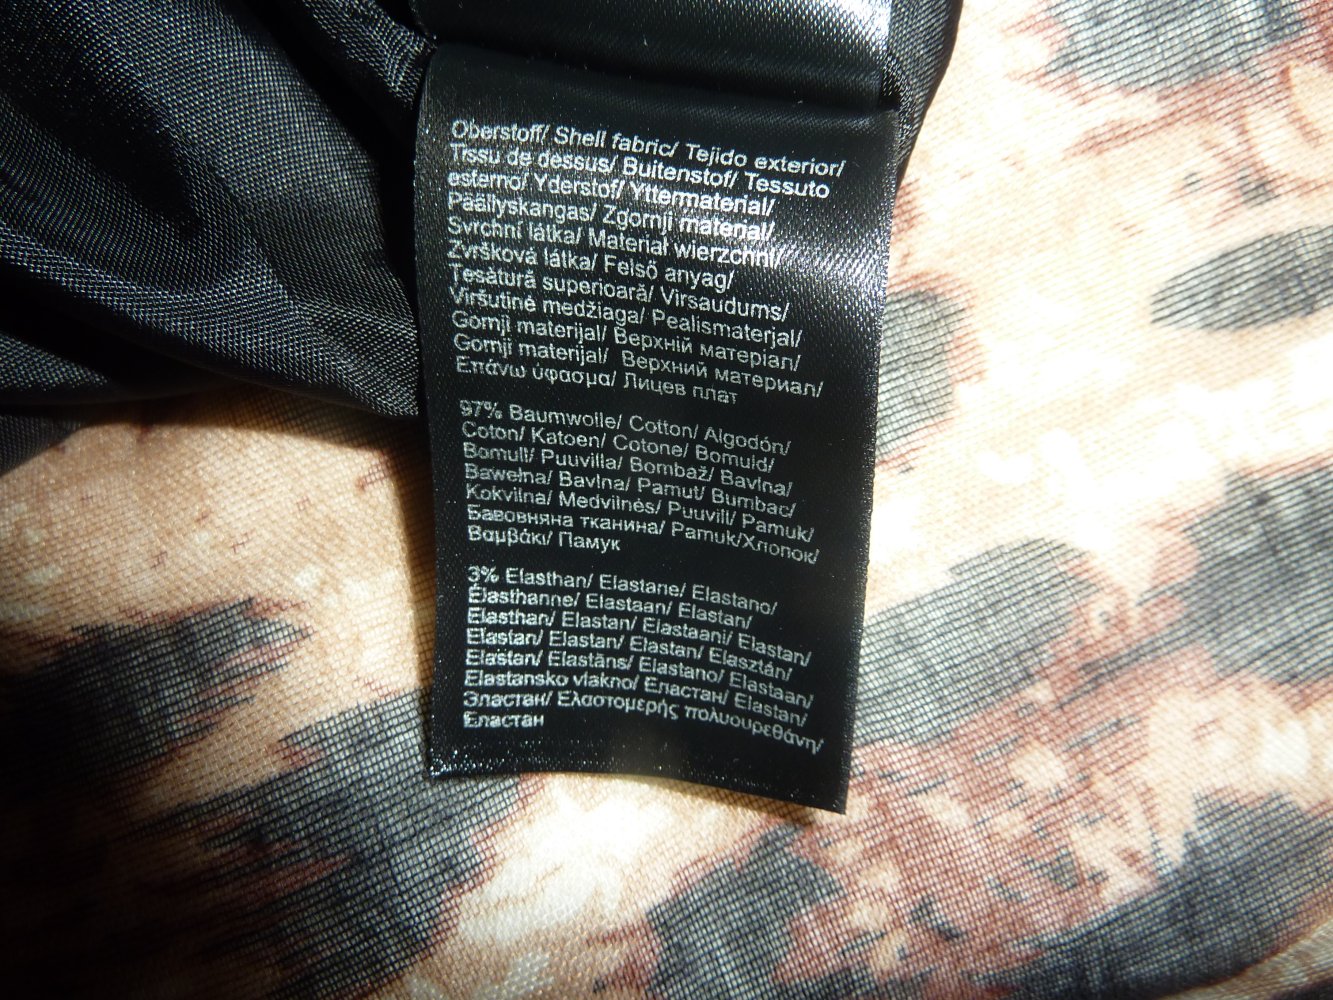 Oberstoff/ Shell fabric/ Tejido exterior/
Tissu de dessus/ Buitenstof/ Tessuto
esterno/ Yderstof/ Yttermaterial/
Päällyskangas/ Zgornji material/
Svrchní látka/ Materiał wierzchni/
Zvršková látka/ Felső anyag/
Țesătură superioară/ Virsaudums/
Viršutinė medžiaga/ Pealismaterjal/
Gornji materijal/ Верхній матеріал/
Gornji materijal/ Верхний материал/
Επάνω ύφασμα/ Лицев плат
97% Baumwolle/ Cotton/ Algodón/
Coton/ Katoen/ Cotone/ Bomuld/
Bomull/ Puuvilla/ Bombaž/ Bavlna/
Bawełna/ Bavlna/ Pamut/ Bumbac/
Kokvilna/ Medvilnės/ Puuvill/ Pamuk/
Бавовняна тканина/ Pamuk/Хлопок/
Βαμβάκι/ Памук
3% Elasthan/ Elastane/ Elastano/
Élasthanne/ Elastaan/ Elastan/
Elasthan/ Elastan/ Elastaani/ Elastan/
Elastan/ Elastan/ Elastan/ Elasztán/
Elastan/ Elastāns/ Elastano/ Elastaan/
Elastansko vlakno/ Еластан/ Elastan/
Эластан/ Ελαστομερής πολυουρεθάνη/
Еластан